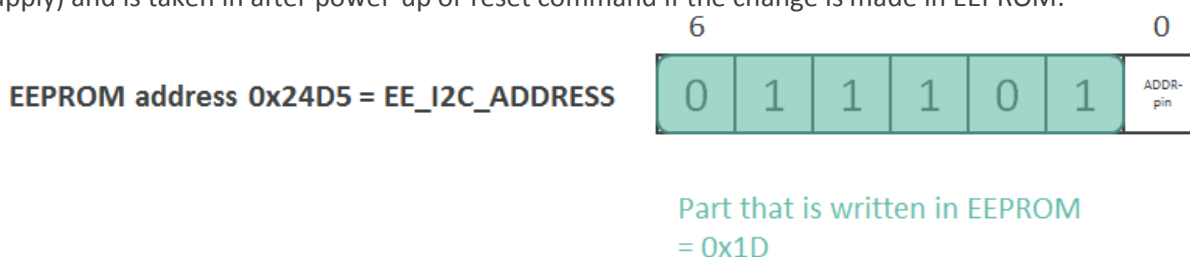 and is taken in after power-up or reset command if the change is made in EEPROM.
6 0
EEPROM address 0x24D5 = EE_I2C_ADDRESS 0 1 1 1 0 1 ADDR-
pin
Part that is written in EEPROM
= 0x1D